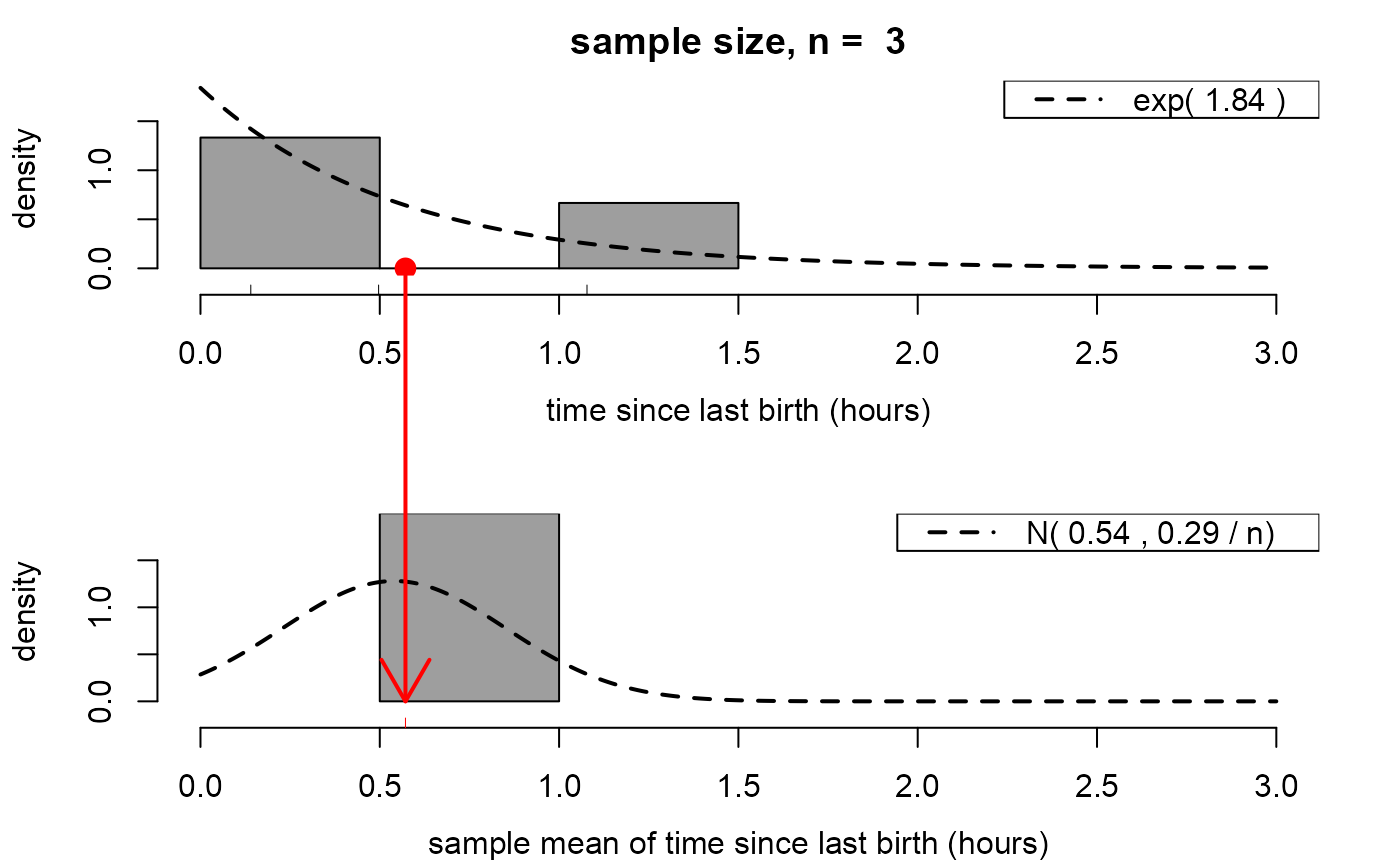 sample size, n =  3
exp( 1.84 )
density
1.0
0.0
0.0 0.5 1.0 1.5 2.0 2.5 3.0
time since last birth (hours)
N( 0.54 , 0.29 / n)
density
1.0
0.0
0.0 0.5 1.0 1.5 2.0 2.5 3.0
sample mean of time since last birth (hours)